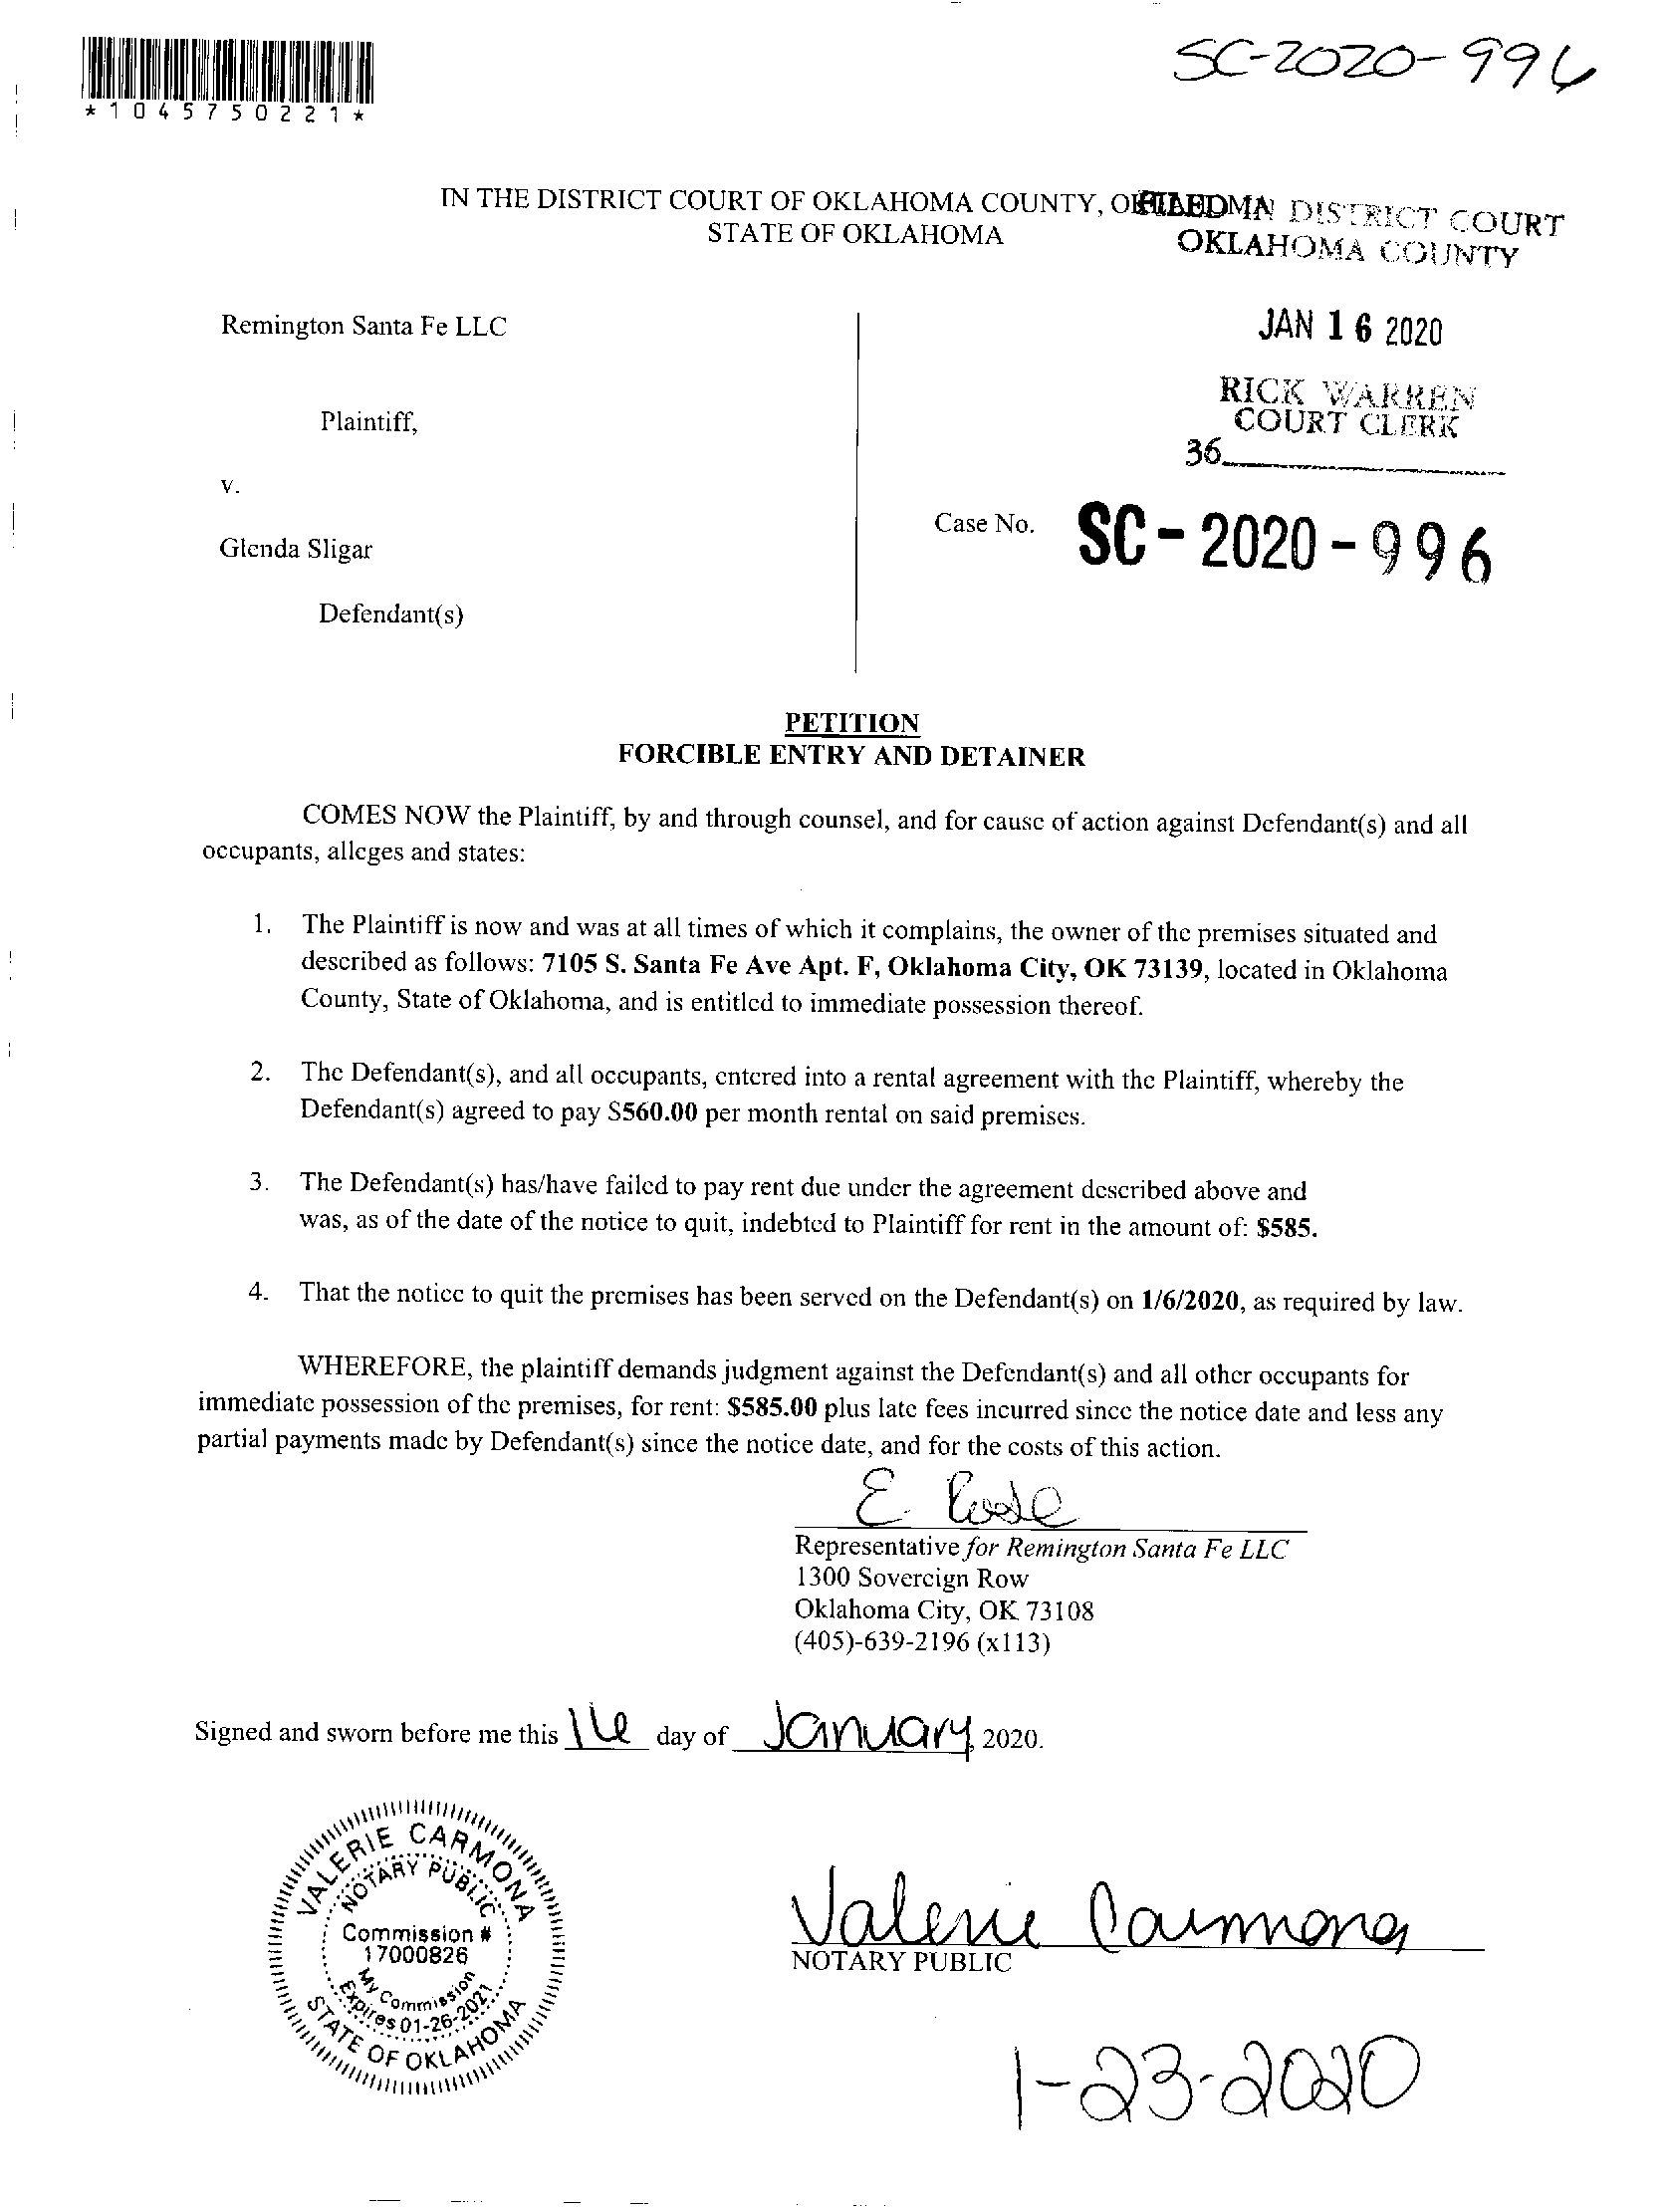 SC-2020-996
*1045750221*
IN THE DISTRICT COURT OF OKLAHOMA COUNTY,
FILED IN DISTRICT COURT
STATE OF OKLAHOMA
OKLAHOMA COUNTY
Remington Santa Fe LLC
JAN 16 2020
RICK WARREN
COURT CLERK
Plaintiff,
36
v.
Case No. SC-2020-996
Glenda Sligar
Defendant(s)
PETITION
FORCIBLE ENTRY AND DETAINER
COMES NOW the Plaintiff, by and through counsel, and for cause of action against Defendant(s) and all
occupants, alleges and states:
1. The Plaintiff is now and was at all times of which it complains, the owner of the premises situated and
described as follows: 7105 S. Santa Fe Ave Apt. F, Oklahoma City, OK 73139, located in Oklahoma
County, State of Oklahoma, and is entitled to immediate possession thereof.
2. The Defendant(s), and all occupants, entered into a rental agreement with the Plaintiff, whereby the
Defendant(s) agreed to pay $560.00 per month rental on said premises.
3. The Defendant(s) has/have failed to pay rent due under the agreement described above and
was, as of the date of the notice to quit, indebted to Plaintiff for rent in the amount of: $585.
4. That the notice to quit the premises has been served on the Defendant(s) on 1/6/2020, as required by law.
WHEREFORE, the plaintiff demands judgment against the Defendant(s) and all other occupants for
immediate possession of the premises, for rent: $585.00 plus late fees incurred since the notice date and less any
partial payments made by Defendant(s) since the notice date, and for the costs of this action.
E.
Representative for Remington Santa Fe LLC
1300 Sovereign Row
Oklahoma City, OK 73108
(405)-639-2196 (x113)
Signed and sworn before me this 16 day of January, 2020.
VALERIE CARMONA
NOTARY PUBLIC
Commission #
17000826
My Commission
Expires 01-26-2021
STATE OF OKLAHOMA
Valerie Carmona
NOTARY PUBLIC
1-23-2020